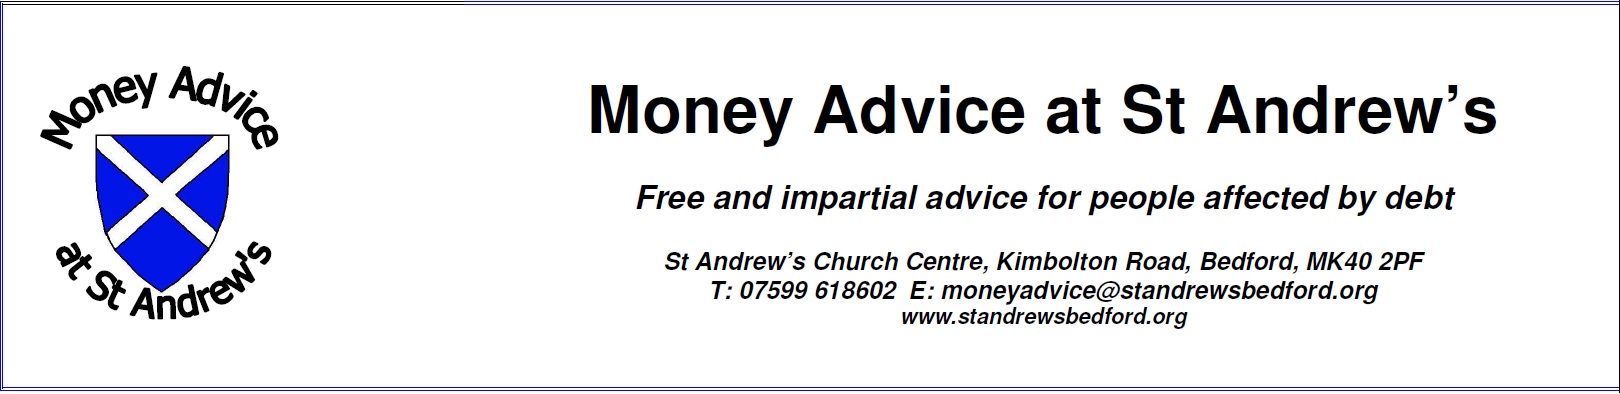 Money Advice
at St Andrew's
Money Advice at St Andrew’s
Free and impartial advice for people affected by debt
St Andrew’s Church Centre, Kimbolton Road, Bedford, MK40 2PF
T: 07599 618602  E: moneyadvice@standrewsbedford.org
www.standrewsbedford.org